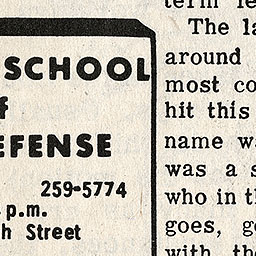 SCHOOL
f
EFENSE
259-5774
p.m.
h Street
term
The la
around
most co
hit this
name wa
was a s
who in th
goes, g
with the